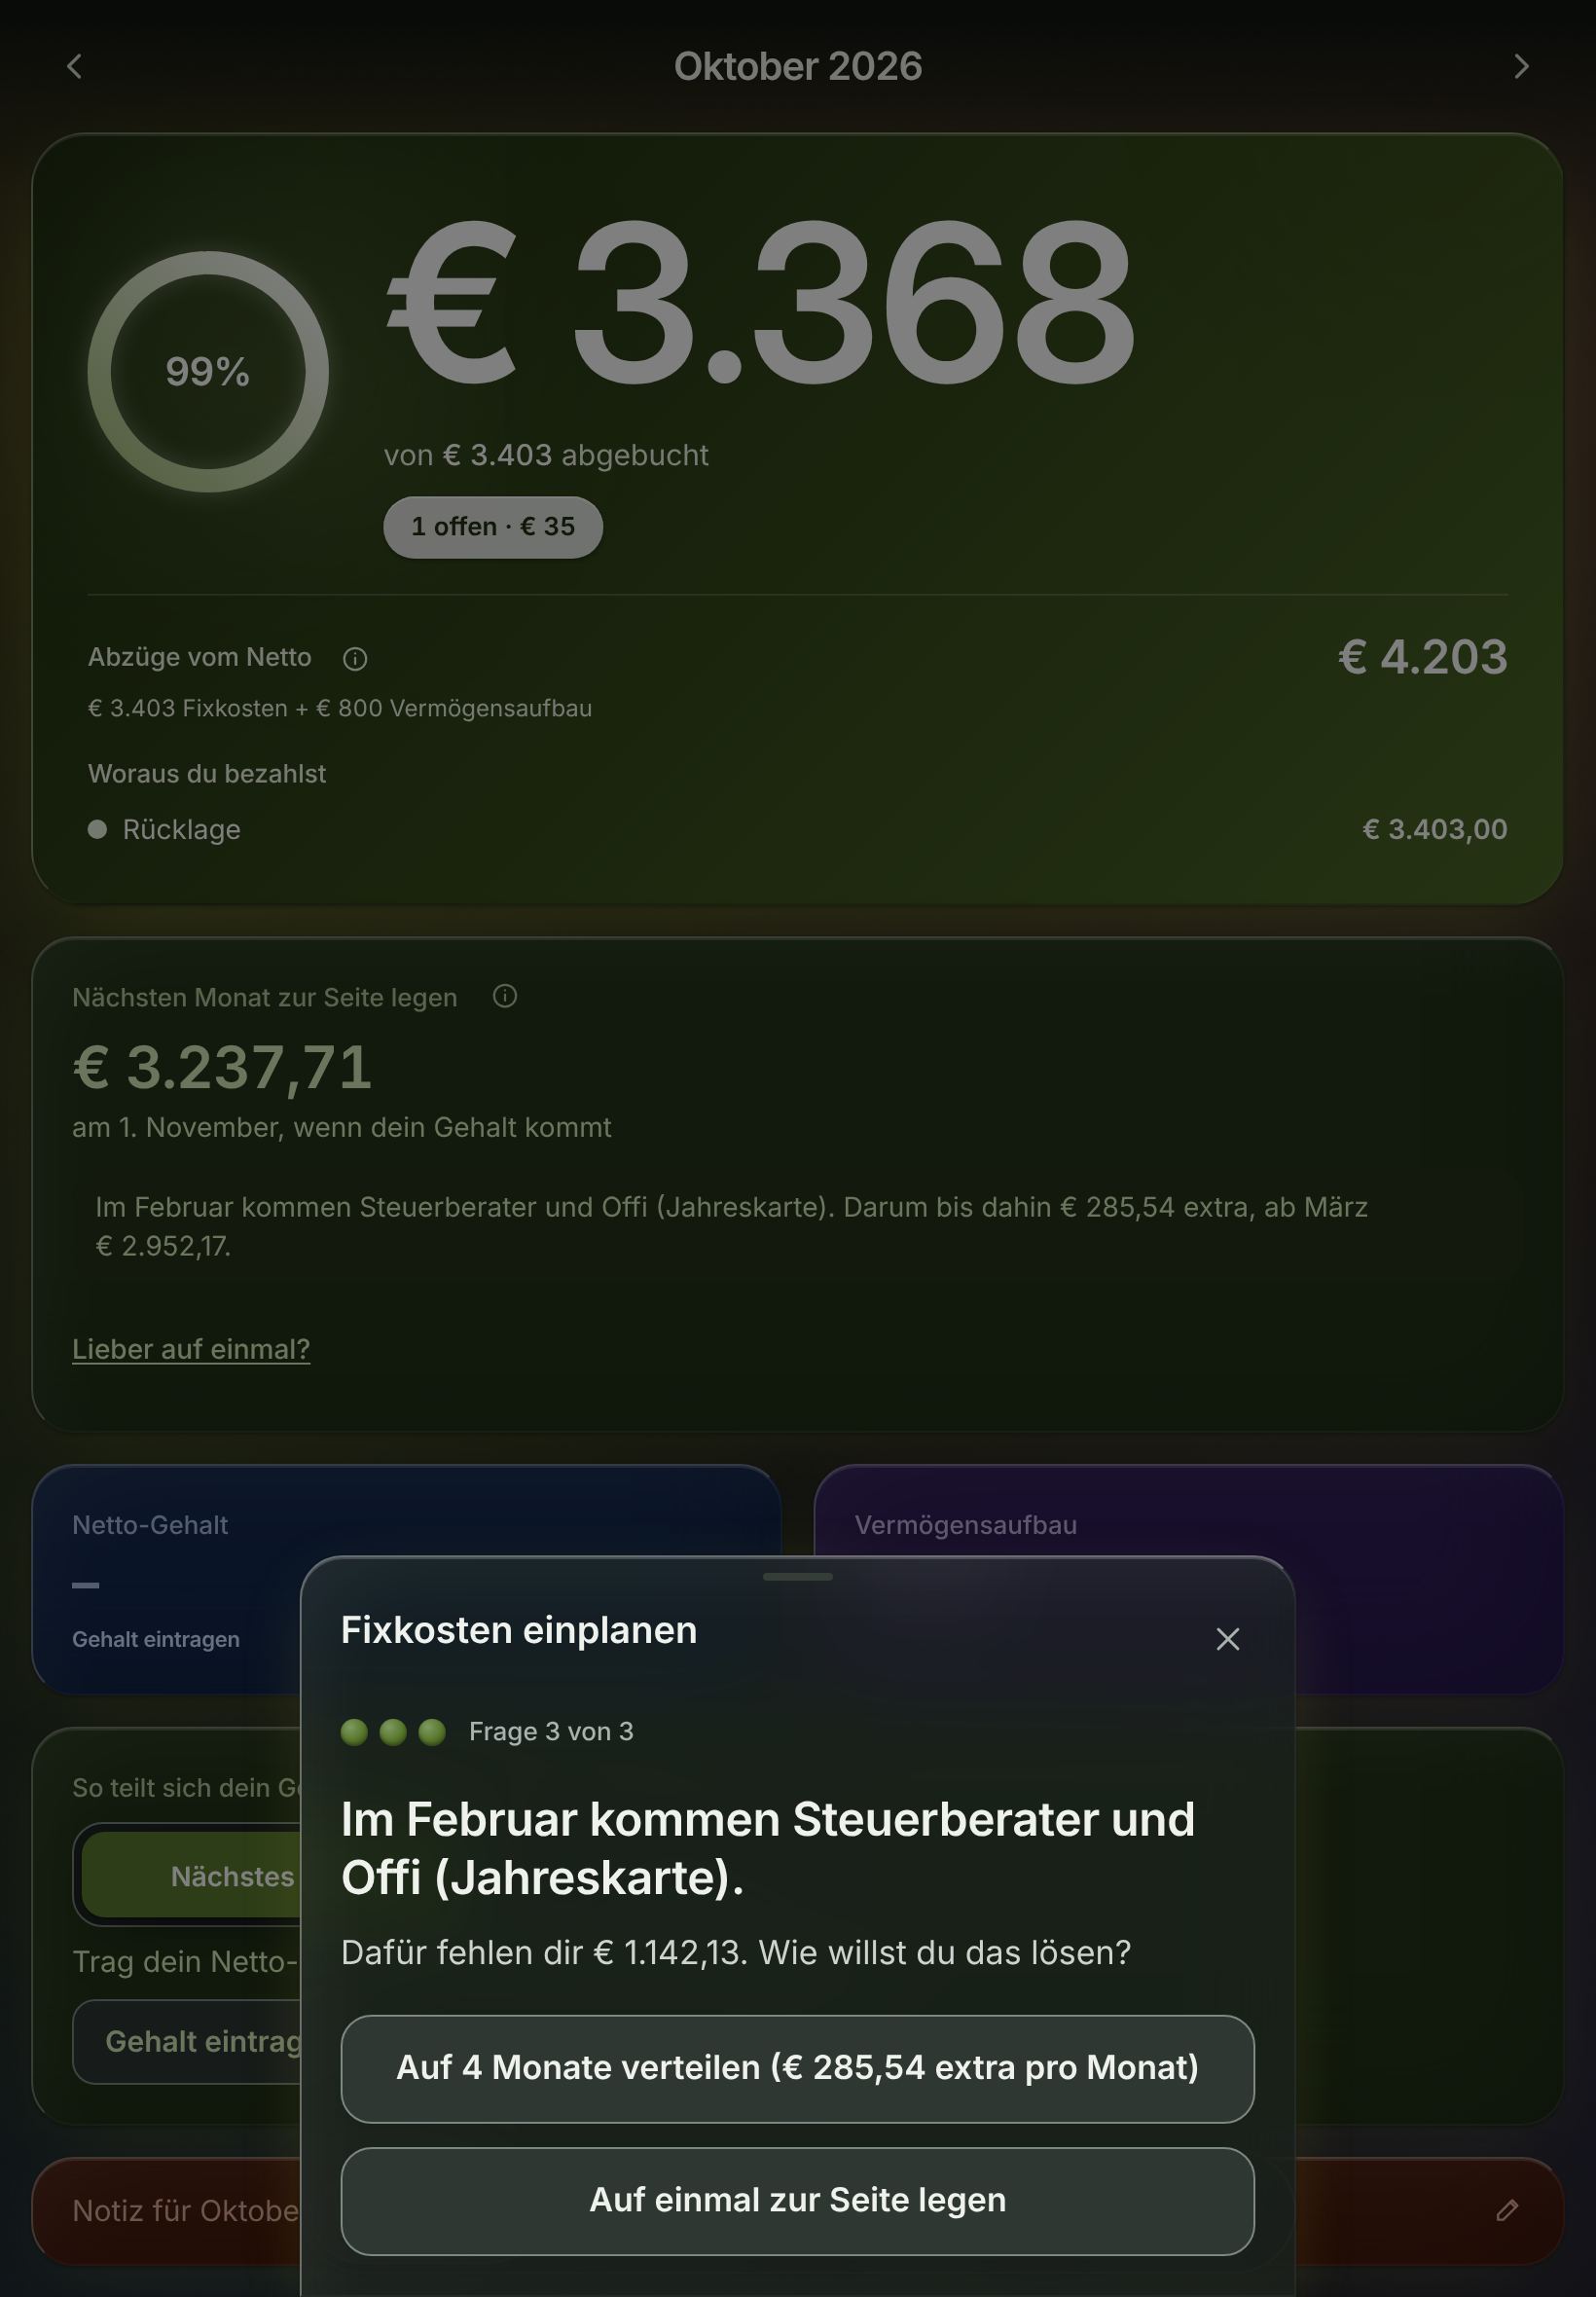 Oktober 2026
99%
€ 3.368
von € 3.403 abgebucht
1 offen · € 35
Abzüge vom Netto
€ 4.203
€ 3.403 Fixkosten + € 800 Vermögensaufbau
Woraus du bezahlst
Rücklage
€ 3.403,00
Nächsten Monat zur Seite legen
€ 3.237,71
am 1. November, wenn dein Gehalt kommt
Im Februar kommen Steuerberater und Offi (Jahreskarte). Darum bis dahin € 285,54 extra, ab März
€ 2.952,17.
Lieber auf einmal?
Netto-Gehalt
–
Gehalt eintragen
Vermögensaufbau
So teilt sich dein
Nächstes
Trag dein Netto-
Gehalt eintrag
Notiz für Oktobe
Fixkosten einplanen
Frage 3 von 3
Im Februar kommen Steuerberater und
Offi (Jahreskarte).
Dafür fehlen dir € 1.142,13. Wie willst du das lösen?
Auf 4 Monate verteilen (€ 285,54 extra pro Monat)
Auf einmal zur Seite legen